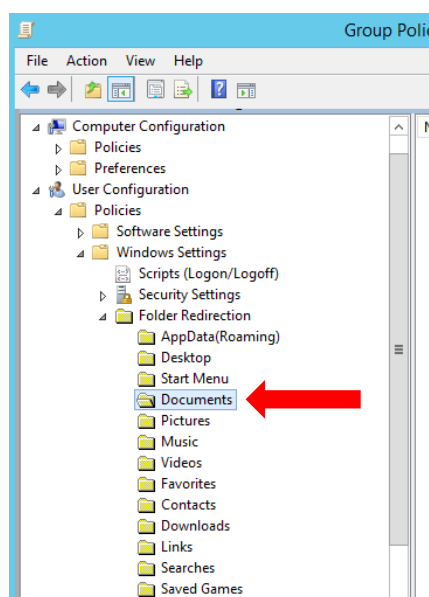 Group Poli
File Action View Help
Computer Configuration
Policies
Preferences
User Configuration
Policies
Software Settings
Windows Settings
Scripts (Logon/Logoff)
Security Settings
Folder Redirection
AppData(Roaming)
Desktop
Start Menu
Documents
Pictures
Music
Videos
Favorites
Contacts
Downloads
Links
Searches
Saved Games